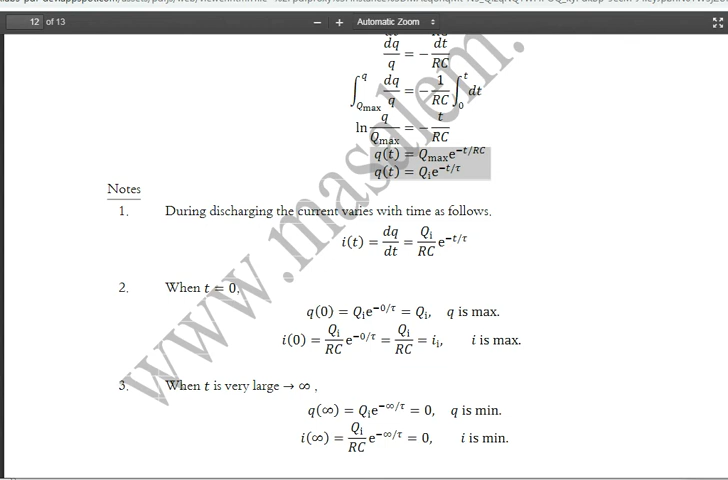 12 of 13 − + Automatic Zoom
dq/q = − dt/RC
∫_{Q_max}^{q} dq/q = − 1/RC ∫_0^t dt
ln q/Q_max = − t/RC
q(t) = Q_max e^{−t/RC}
q(t) = Q_i e^{−t/τ}
Notes
1. During discharging the current varies with time as follows.
i(t) = dq/dt = Q_i/RC e^{−t/τ}
2. When t = 0,
q(0) = Q_i e^{−0/τ} = Q_i, q is max.
i(0) = Q_i/RC e^{−0/τ} = Q_i/RC = i_i, i is max.
3. When t is very large → ∞ ,
q(∞) = Q_i e^{−∞/τ} = 0, q is min.
i(∞) = Q_i/RC e^{−∞/τ} = 0, i is min.
www.masalem.